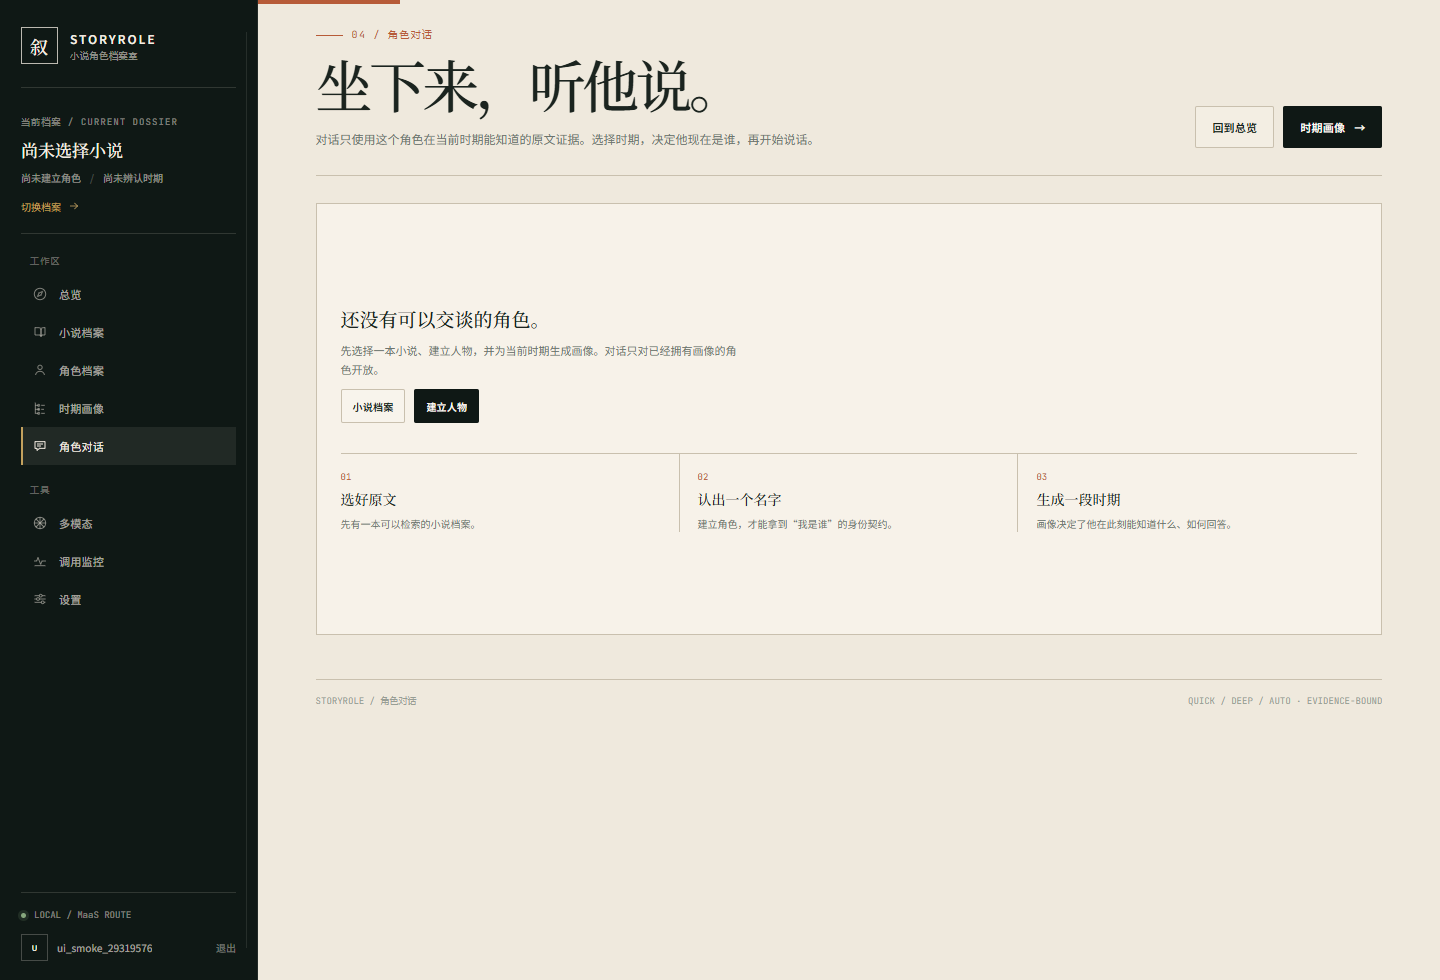 叙
STORYROLE
小说角色档案室
当前档案 / CURRENT DOSSIER
尚未选择小说
尚未建立角色 / 尚未辨认时期
切换档案 →
工作区
总览
小说档案
角色档案
时期画像
角色对话
工具
多模态
调用监控
设置
LOCAL / MaaS ROUTE
U
ui_smoke_29319576
退出
04 / 角色对话
坐下来，听他说。
对话只使用这个角色在当前时期能知道的原文证据。选择时期，决定他现在是谁，再开始说话。
回到总览
时期画像 →
还没有可以交谈的角色。
先选择一本小说、建立人物，并为当前时期生成画像。对话只对已经拥有画像的角
色开放。
小说档案
建立人物
01
选好原文
先有一本可以检索的小说档案。
02
认出一个名字
建立角色，才能拿到“我是谁”的身份契约。
03
生成一段时期
画像决定了他在此刻能知道什么、如何回答。
STORYROLE / 角色对话
QUICK / DEEP / AUTO · EVIDENCE-BOUND